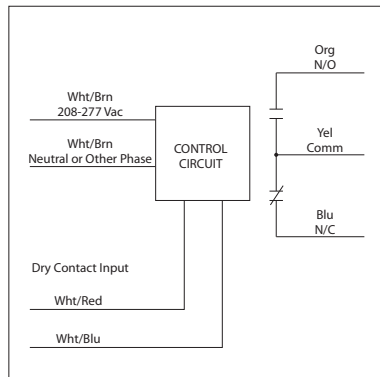 Org
N/O
Wht/Brn
208-277 Vac
Yel
Comm
Wht/Brn
Neutral or Other Phase
CONTROL
CIRCUIT
Blu
N/C
Dry Contact Input
Wht/Red
Wht/Blu